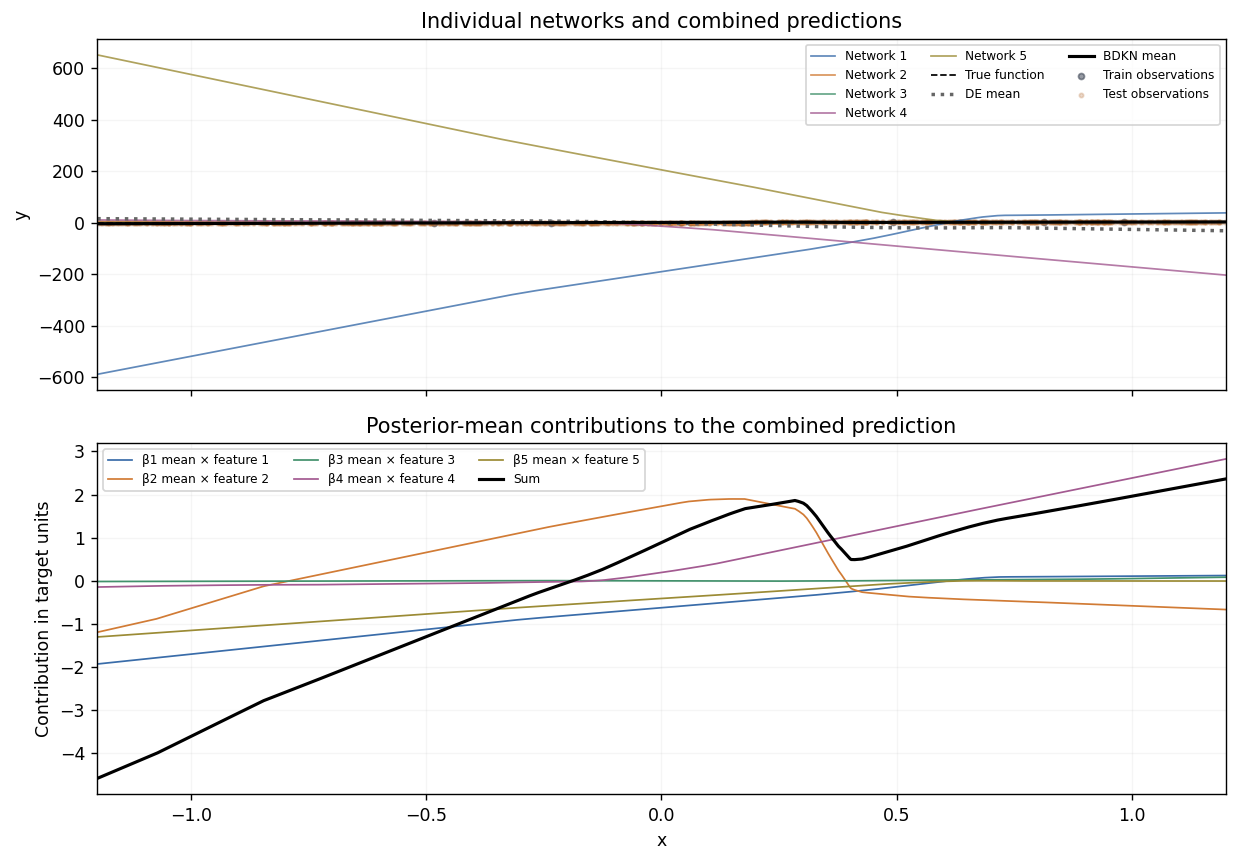 Individual networks and combined predictions
600
400
200
0
−200
−400
−600
y
Network 1
Network 2
Network 3
Network 4
Network 5
True function
DE mean
BDKN mean
Train observations
Test observations
Posterior-mean contributions to the combined prediction
3
2
1
0
−1
−2
−3
−4
Contribution in target units
β1 mean × feature 1
β2 mean × feature 2
β3 mean × feature 3
β4 mean × feature 4
β5 mean × feature 5
Sum
−1.0
−0.5
0.0
0.5
1.0
x